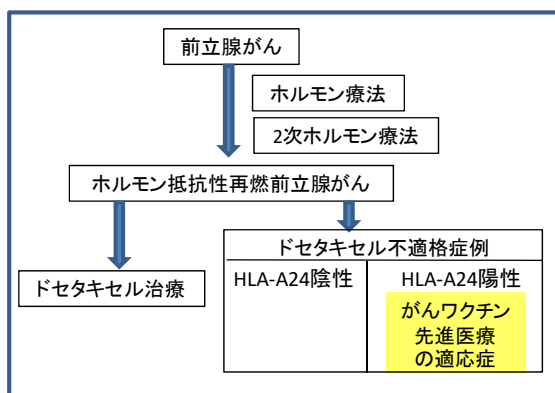 前立腺がん
ホルモン療法
2次ホルモン療法
ホルモン抵抗性再燃前立腺がん
ドセタキセル不適格症例
ドセタキセル治療
HLA-A24陰性
HLA-A24陽性
がんワクチン
先進医療
の適応症